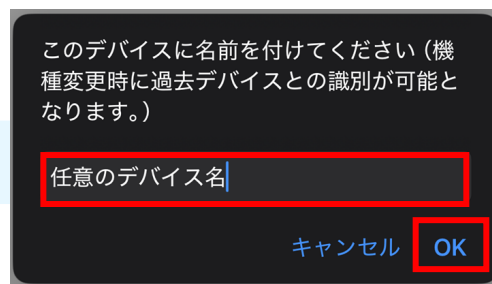 このデバイスに名前を付けてください（機
種変更時に過去デバイスとの識別が可能と
なります。）
任意のデバイス名
キャンセル OK